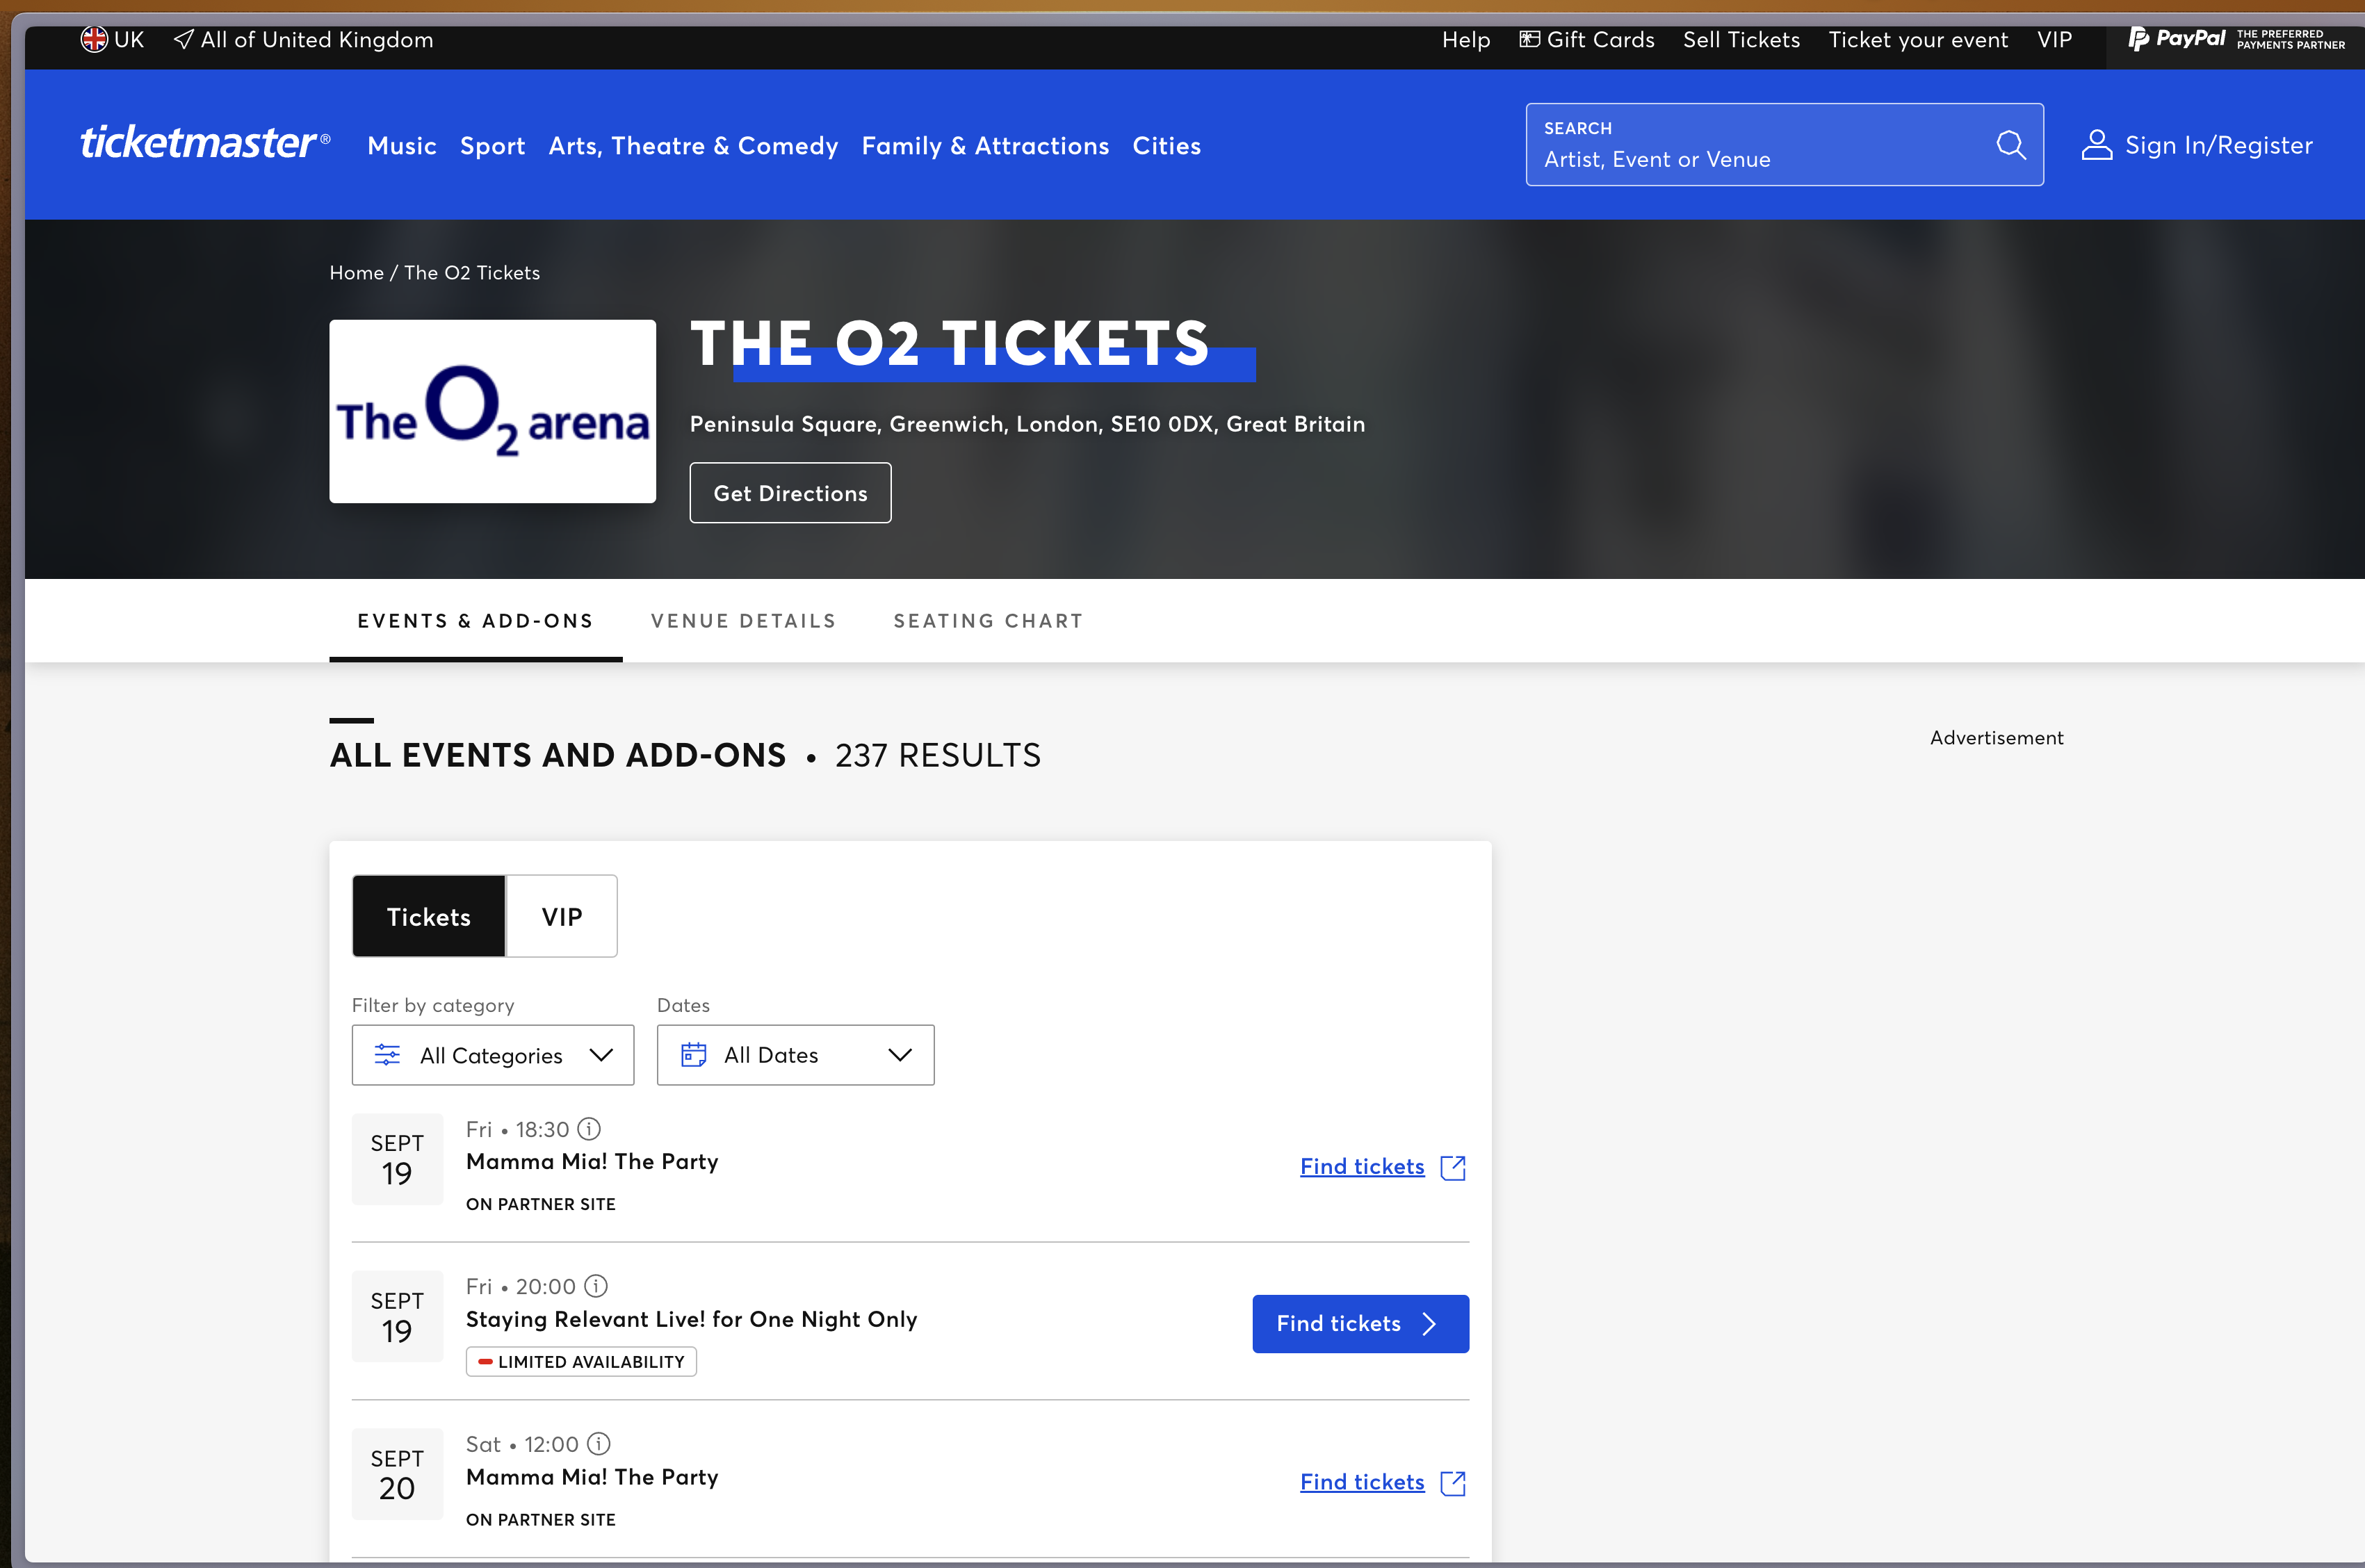 UK All of United Kingdom Help Gift Cards Sell Tickets Ticket your event VIP PayPal THE PREFERRED
PAYMENTS PARTNER
ticketmaster® Music Sport Arts, Theatre & Comedy Family & Attractions Cities
SEARCH
Artist, Event or Venue
Sign In/Register
Home / The O2 Tickets
The O2 arena
THE O2 TICKETS
Peninsula Square, Greenwich, London, SE10 0DX, Great Britain
Get Directions
EVENTS & ADD-ONS VENUE DETAILS SEATING CHART
ALL EVENTS AND ADD-ONS • 237 RESULTS
Advertisement
Tickets VIP
Filter by category Dates
All Categories All Dates
SEPT
19
Fri • 18:30
Mamma Mia! The Party
ON PARTNER SITE
Find tickets
SEPT
19
Fri • 20:00
Staying Relevant Live! for One Night Only
LIMITED AVAILABILITY
Find tickets
SEPT
20
Sat • 12:00
Mamma Mia! The Party
ON PARTNER SITE
Find tickets